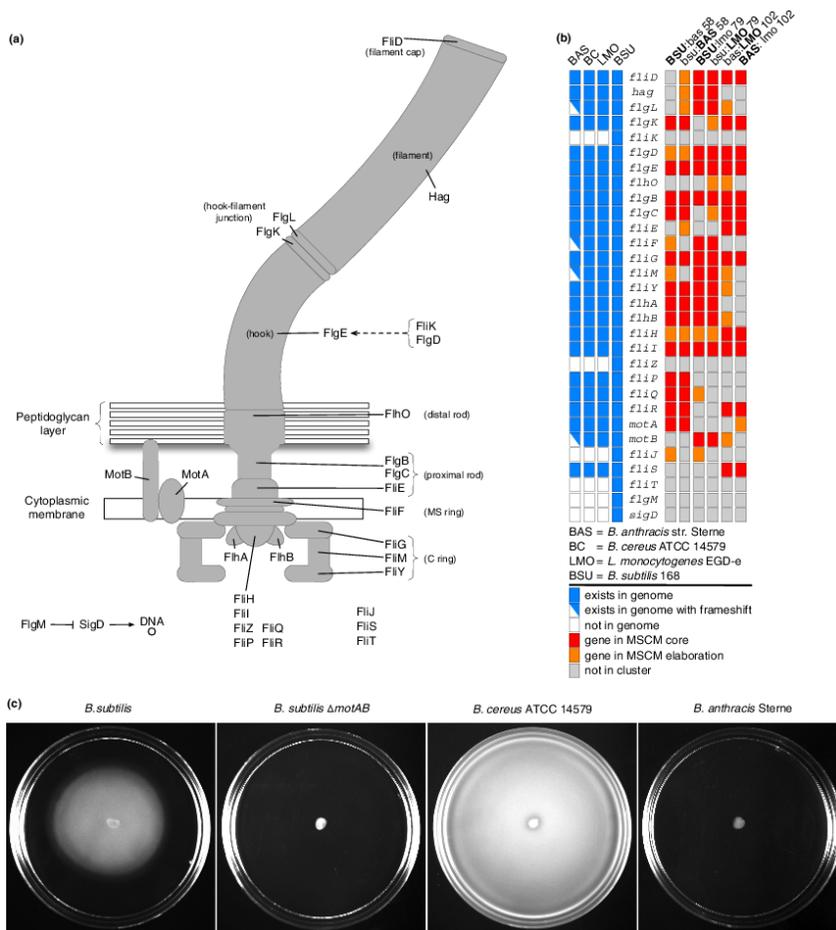 (a)
FliD
(filament cap)
(filament)
Hag
(hook-filament
junction)
FlgL
FlgK
(hook)
FlgE
FliK
FlgD
Peptidoglycan
layer
FlhO
(distal rod)
FlgB
FlgC
(proximal rod)
FliE
MotB
MotA
Cytoplasmic
membrane
FliF
(MS ring)
FliG
FlhA
FlhB
FliM
(C ring)
FliY
FliH
FliI
FliZ FliQ
FliP FliR
FliJ
FliS
FliT
FlgM
SigD
DNA
(b)
BAS
BC
LMO
BSU
BSU:bas 58
bsu:BAS 58
BSU:lmo 79
bsu:LMO 79
bas:LMO 102
BAS:lmo 102
fliD
hag
flgL
flgK
fliK
flgD
flgE
flhO
flgB
flgC
fliE
fliF
fliG
fliM
fliY
flhA
flhB
fliH
fliI
fliZ
fliP
fliQ
fliR
motA
motB
fliJ
fliS
fliT
flgM
sigD
BAS = B. anthracis str. Sterne
BC = B. cereus ATCC 14579
LMO = L. monocytogenes EGD-e
BSU = B. subtilis 168
exists in genome
exists in genome with frameshift
not in genome
gene in MSCM core
gene in MSCM elaboration
not in cluster
(c)
B.subtilis
B. subtilis ΔmotAB
B. cereus ATCC 14579
B. anthracis Sterne